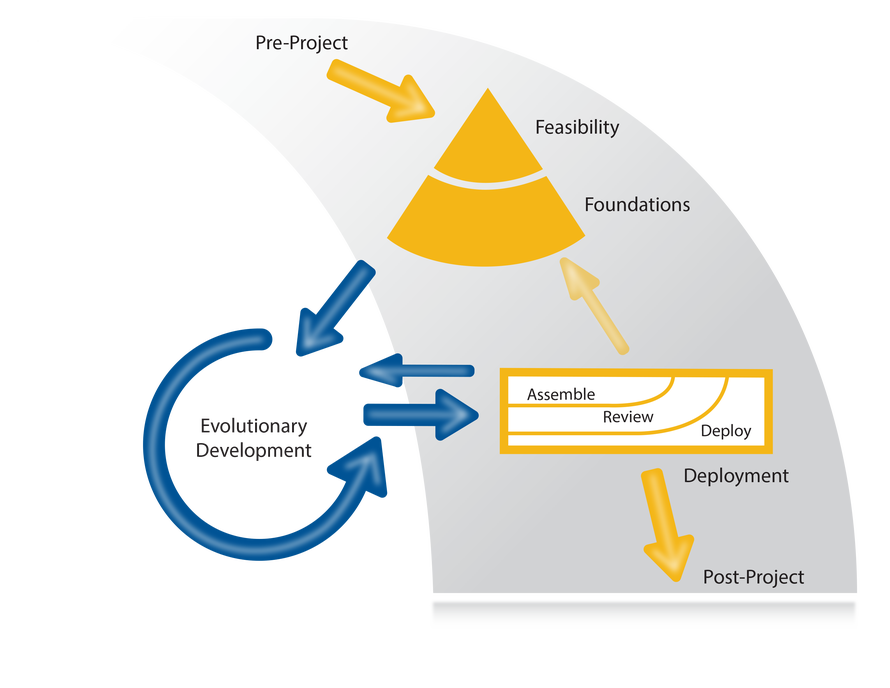 Pre-Project
Feasibility
Foundations
Assemble
Review
Deploy
Evolutionary
Development
Deployment
Post-Project